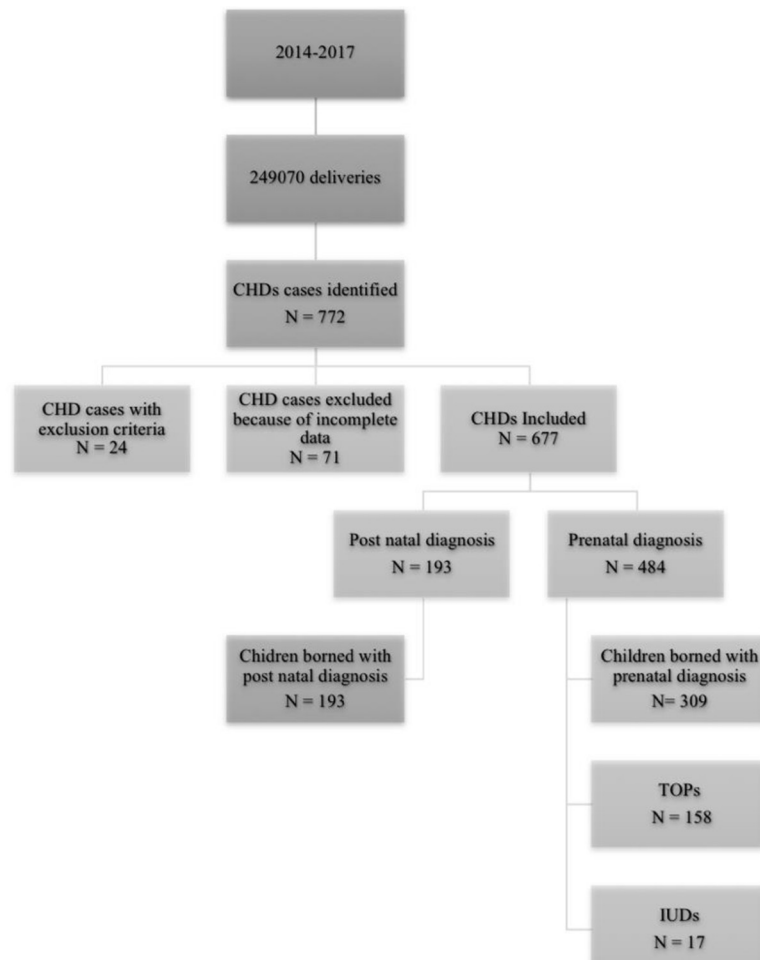 2014-2017
249070 deliveries
CHDs cases identified
N = 772
CHD cases with
exclusion criteria
N = 24
CHD cases excluded
because of incomplete
data
N = 71
CHDs Included
N = 677
Post natal diagnosis
N = 193
Prenatal diagnosis
N = 484
Chidren borned with
post natal diagnosis
N = 193
Children borned with
prenatal diagnosis
N= 309
TOPs
N = 158
IUDs
N = 17